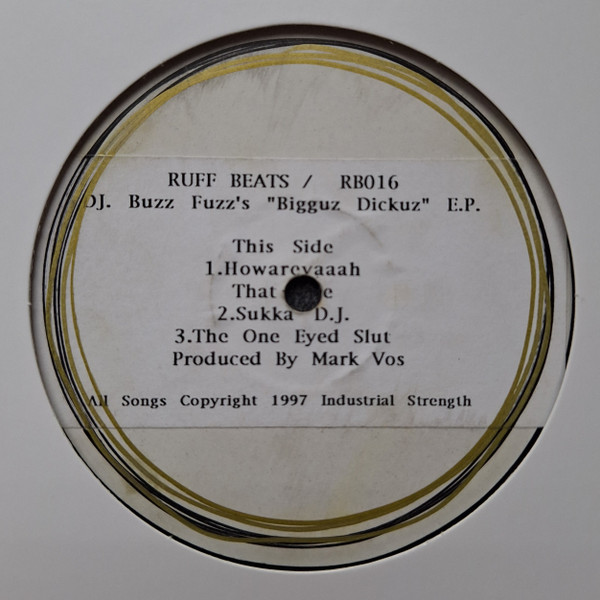 RUFF BEATS / RB016
DJ. Buzz Fuzz's "Bigguz Dickuz" E.P.
This Side
1.Howareyaaah
That
2.Sukka D.J.
3.The One Eyed Slut
Produced By Mark Vos
All Songs Copyright 1997 Industrial Strength